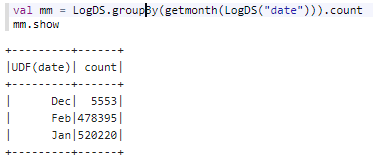 val mm = LogDS.groupBy(getmonth(LogDS("date"))).count
mm.show
+---------+------+
|UDF(date)| count|
+---------+------+
|      Dec|  5553|
|      Feb|478395|
|      Jan|520220|
+---------+------+